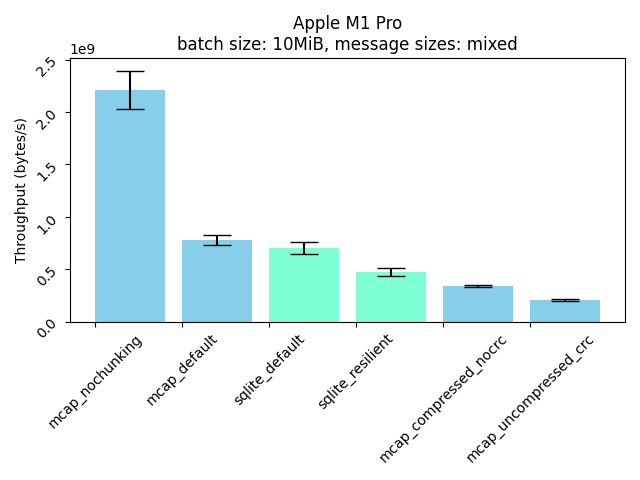 Apple M1 Pro
batch size: 10MiB, message sizes: mixed
1e9
2.5
2.0
1.5
1.0
0.5
0.0
Throughput (bytes/s)
mcap_nochunking
mcap_default
sqlite_default
sqlite_resilient
mcap_compressed_nocrc
mcap_uncompressed_crc